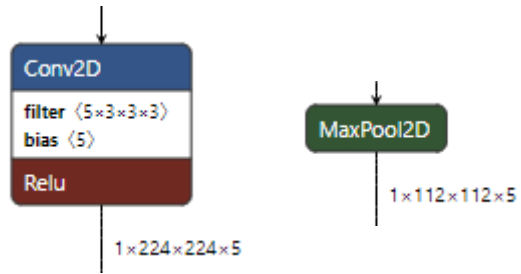 Conv2D
filter ⟨5×3×3×3⟩
bias ⟨5⟩
Relu
1×224×224×5
MaxPool2D
1×112×112×5